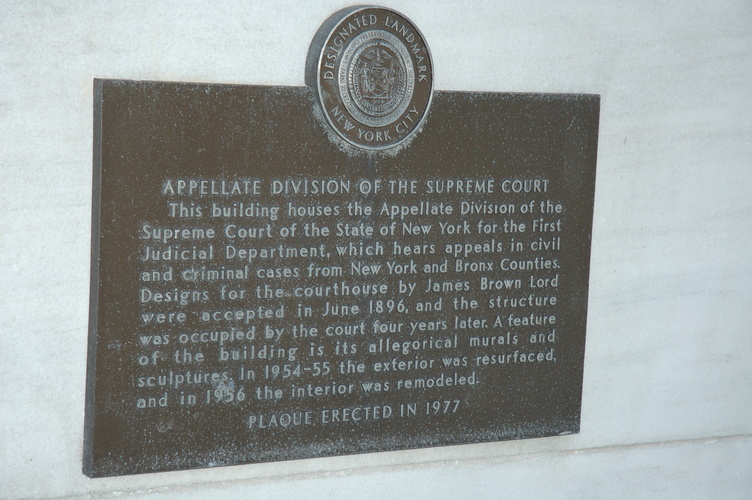 DESIGNATED LANDMARK
NEW YORK CITY
APPELLATE DIVISION OF THE SUPREME COURT
This building houses the Appellate Division of the
Supreme Court of the State of New York for the First
Judicial Department, which hears appeals in civil
and criminal cases from New York and Bronx Counties.
Designs for the courthouse by James Brown Lord
were accepted in June 1896, and the structure
was occupied by the court four years later. A feature
of the building is its allegorical murals and
sculptures. In 1954-55 the exterior was resurfaced,
and in 1956 the interior was remodeled.
PLAQUE ERECTED IN 1977